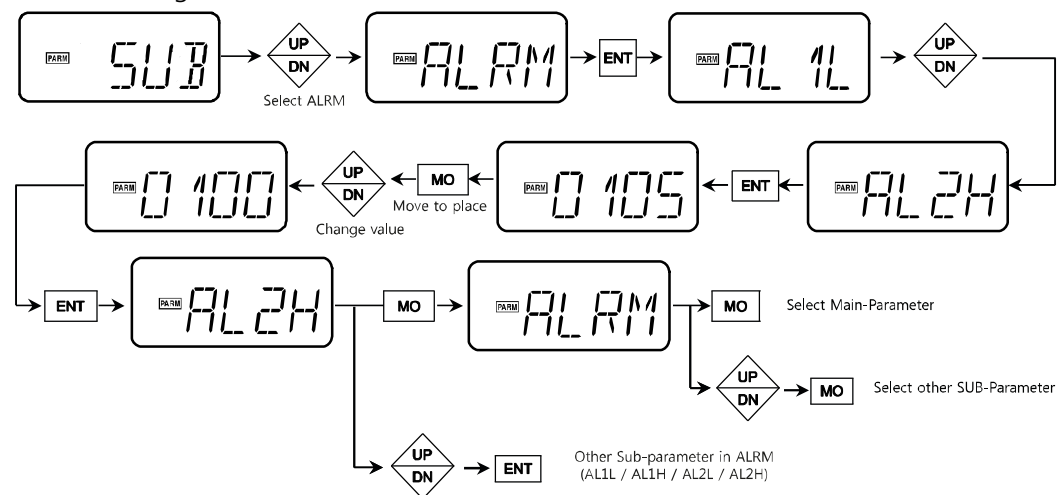 PARM SUB
UP
DN
Select ALRM
PARM ALRM
ENT
PARM AL 1L
UP
DN
PARM 0 100
UP
DN
Change value
MO
Move to place
PARM 0 105
ENT
PARM AL2H
ENT
PARM AL2H
MO
PARM ALRM
MO
Select Main-Parameter
UP
DN
MO
Select other SUB-Parameter
UP
DN
ENT
Other Sub-parameter in ALRM
(AL1L / AL1H / AL2L / AL2H)